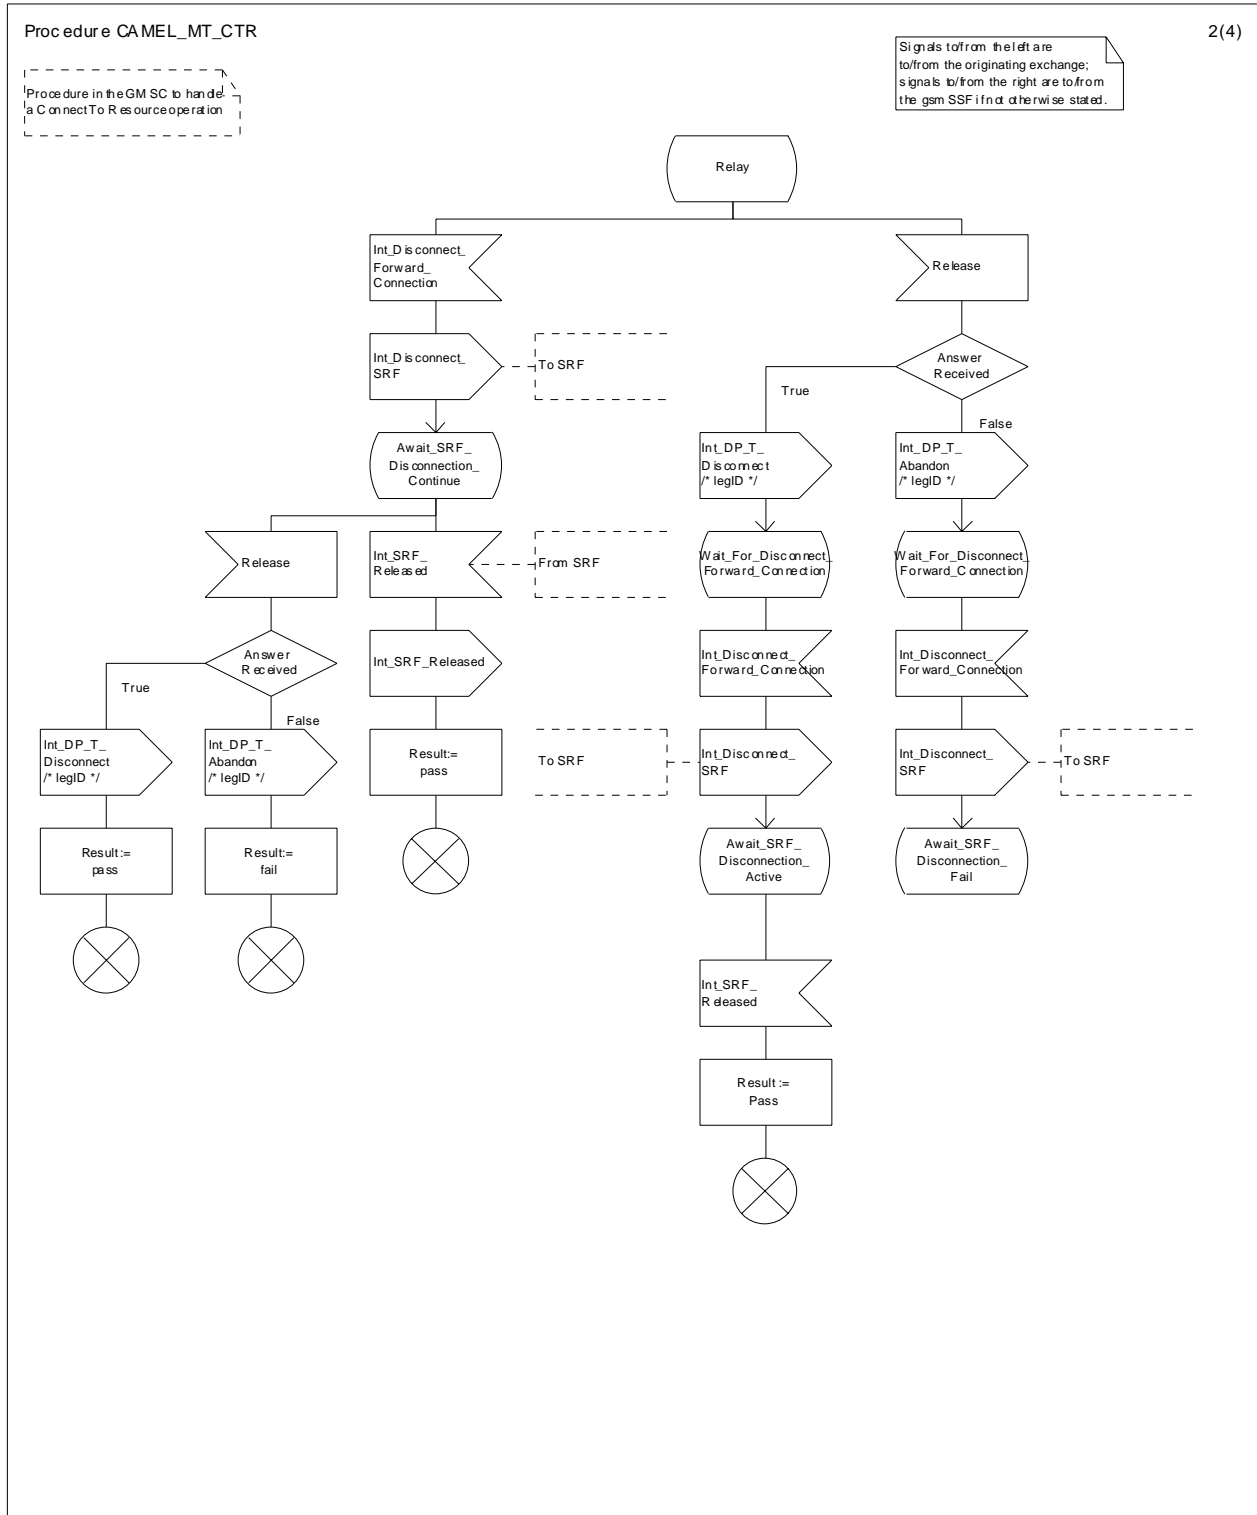 Procedure CAMEL_MT_CTR
2(4)
Procedure in the GMSC to handle
a ConnectToResource operation
Signals to/from the left are
to/from the originating exchange;
signals to/from the right are to/from
the gsmSSF if not otherwise stated.
Relay
Int_Disconnect_
Forward_
Connection
Release
Int_Disconnect_
SRF
To SRF
Answer
Received
True
False
Await_SRF_
Disconnection_
Continue
Int_DP_T_
Disconnect
/* legID */
Int_DP_T_
Abandon
/* legID */
Release
Int_SRF_
Released
From SRF
Wait_For_Disconnect_
Forward_Connection
Wait_For_Disconnect_
Forward_Connection
Answer
Received
True
False
Int_SRF_Released
Int_Disconnect_
Forward_Connection
Int_Disconnect_
Forward_Connection
Int_DP_T_
Disconnect
/* legID */
Int_DP_T_
Abandon
/* legID */
Result:=
pass
To SRF
Int_Disconnect_
SRF
Int_Disconnect_
SRF
To SRF
Result:=
pass
Result:=
fail
Await_SRF_
Disconnection_
Active
Await_SRF_
Disconnection_
Fail
Int_SRF_
Released
Result :=
Pass